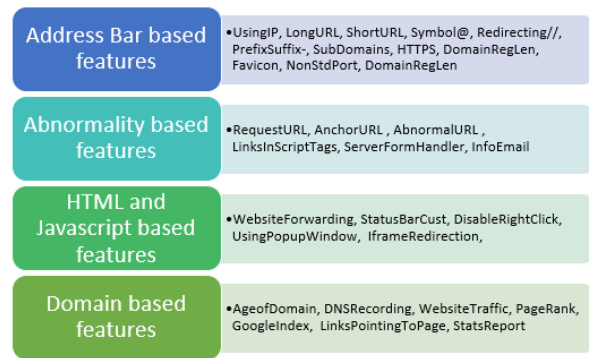 Address Bar based
features
•UsingIP, LongURL, ShortURL, Symbol@, Redirecting//,
PrefixSuffix-, SubDomains, HTTPS, DomainRegLen,
Favicon, NonStdPort, DomainRegLen
Abnormality based
features
•RequestURL, AnchorURL , AbnormalURL ,
LinksInScriptTags, ServerFormHandler, InfoEmail
HTML and
Javascript based
features
•WebsiteForwarding, StatusBarCust, DisableRightClick,
UsingPopupWindow, IframeRedirection,
Domain based
features
•AgeofDomain, DNSRecording, WebsiteTraffic, PageRank,
GoogleIndex, LinksPointingToPage, StatsReport